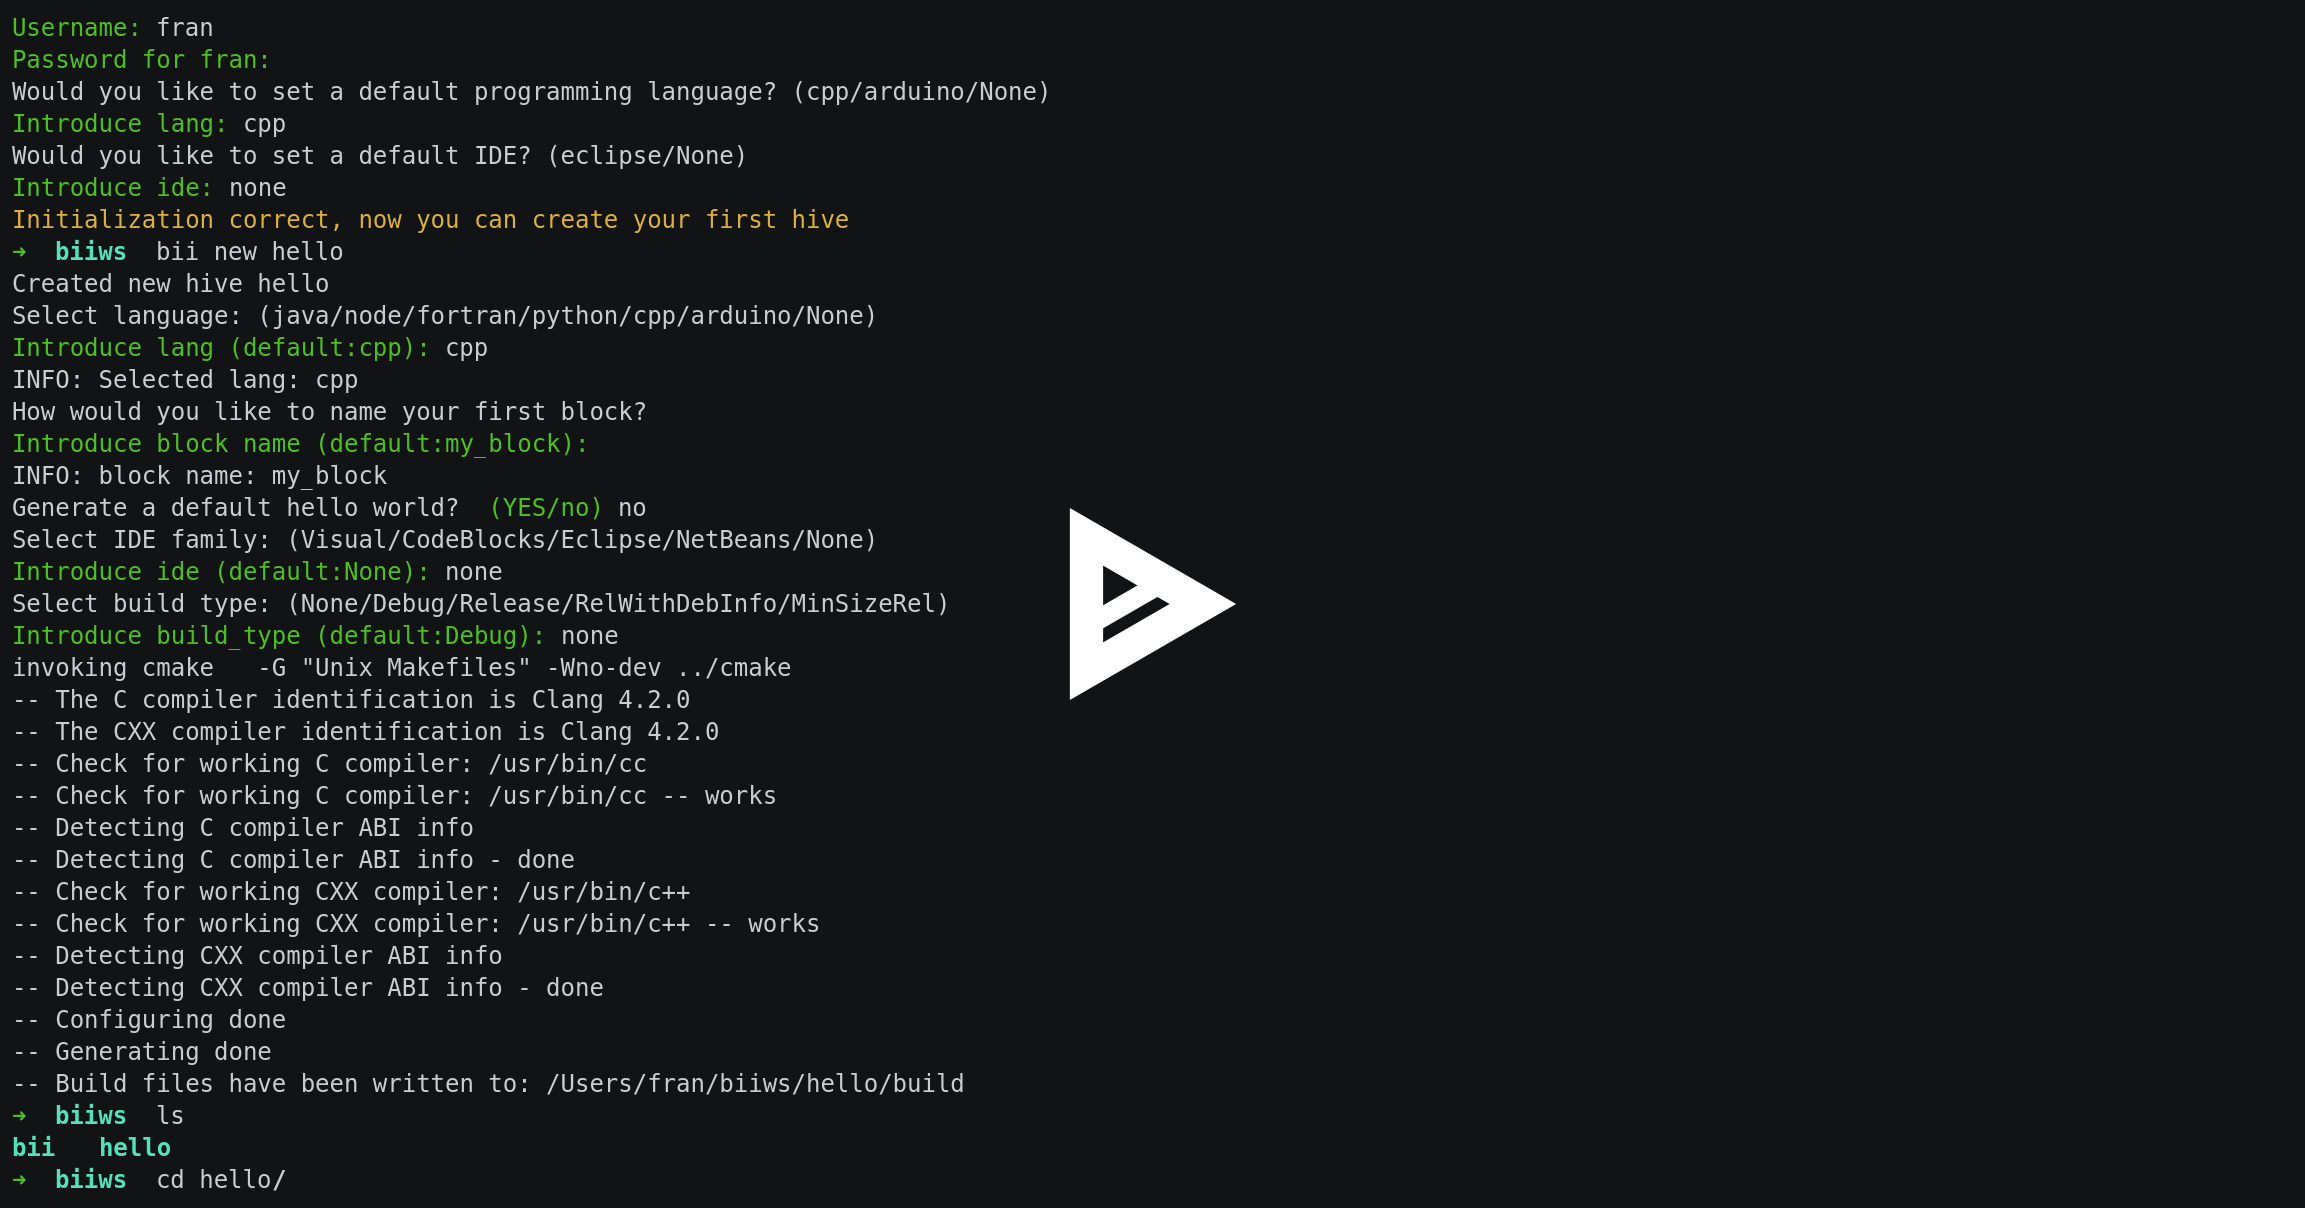 Username: fran
Password for fran:
Would you like to set a default programming language? (cpp/arduino/None)
Introduce lang: cpp
Would you like to set a default IDE? (eclipse/None)
Introduce ide: none
Initialization correct, now you can create your first hive
➜  biiws  bii new hello
Created new hive hello
Select language: (java/node/fortran/python/cpp/arduino/None)
Introduce lang (default:cpp): cpp
INFO: Selected lang: cpp
How would you like to name your first block?
Introduce block name (default:my_block):
INFO: block name: my_block
Generate a default hello world?  (YES/no) no
Select IDE family: (Visual/CodeBlocks/Eclipse/NetBeans/None)
Introduce ide (default:None): none
Select build type: (None/Debug/Release/RelWithDebInfo/MinSizeRel)
Introduce build_type (default:Debug): none
invoking cmake   -G "Unix Makefiles" -Wno-dev ../cmake
-- The C compiler identification is Clang 4.2.0
-- The CXX compiler identification is Clang 4.2.0
-- Check for working C compiler: /usr/bin/cc
-- Check for working C compiler: /usr/bin/cc -- works
-- Detecting C compiler ABI info
-- Detecting C compiler ABI info - done
-- Check for working CXX compiler: /usr/bin/c++
-- Check for working CXX compiler: /usr/bin/c++ -- works
-- Detecting CXX compiler ABI info
-- Detecting CXX compiler ABI info - done
-- Configuring done
-- Generating done
-- Build files have been written to: /Users/fran/biiws/hello/build
➜  biiws  ls
bii   hello
➜  biiws  cd hello/